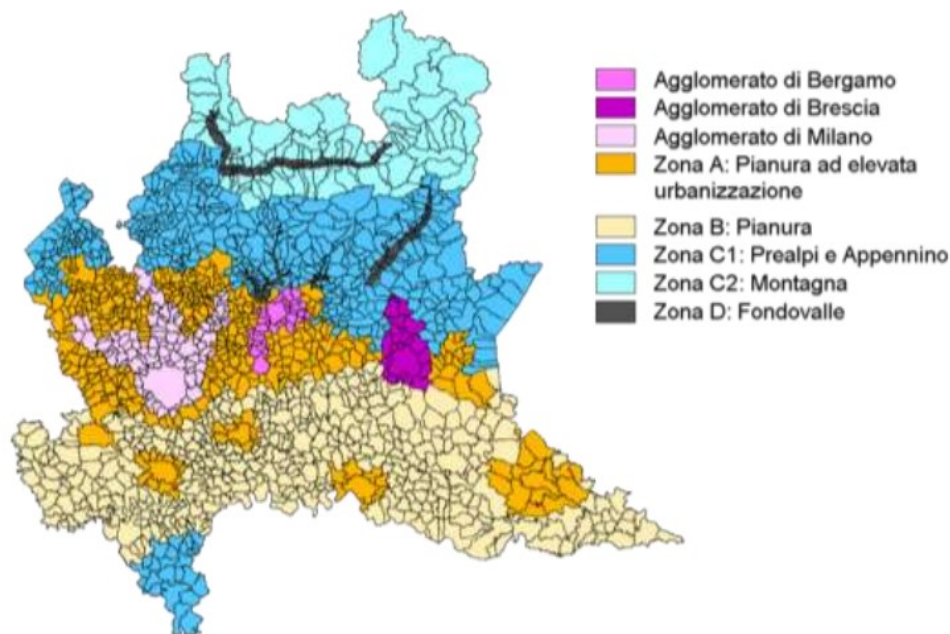 Agglomerato di Bergamo
Agglomerato di Brescia
Agglomerato di Milano
Zona A: Pianura ad elevata
urbanizzazione
Zona B: Pianura
Zona C1: Prealpi e Appennino
Zona C2: Montagna
Zona D: Fondovalle